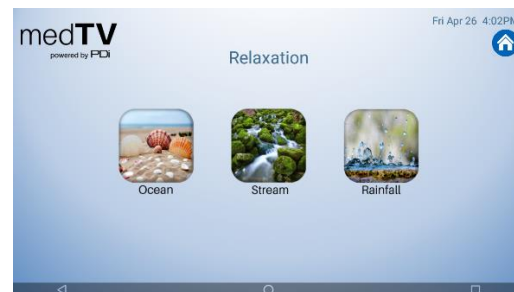 medTV
powered by PDi
Fri Apr 26 4:02PM
Relaxation
Ocean
Stream
Rainfall